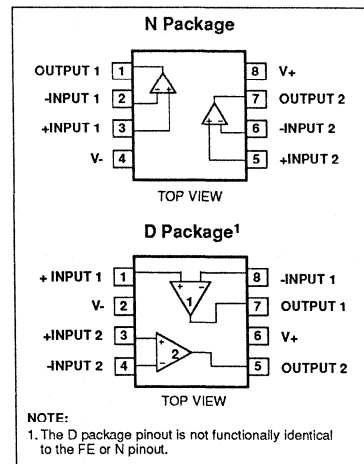 N Package
OUTPUT 1 1 8 V+
-INPUT 1 2 7 OUTPUT 2
+INPUT 1 3 6 -INPUT 2
V- 4 5 +INPUT 2
- +
- +
TOP VIEW
D Package1
+ INPUT 1 1 8 -INPUT 1
+ -
V- 2 1 7 OUTPUT 1
+INPUT 2 3 6 V+
+ 2
-INPUT 2 4 - 5 OUTPUT 2
TOP VIEW
NOTE:
1. The D package pinout is not functionally identical
to the FE or N pinout.